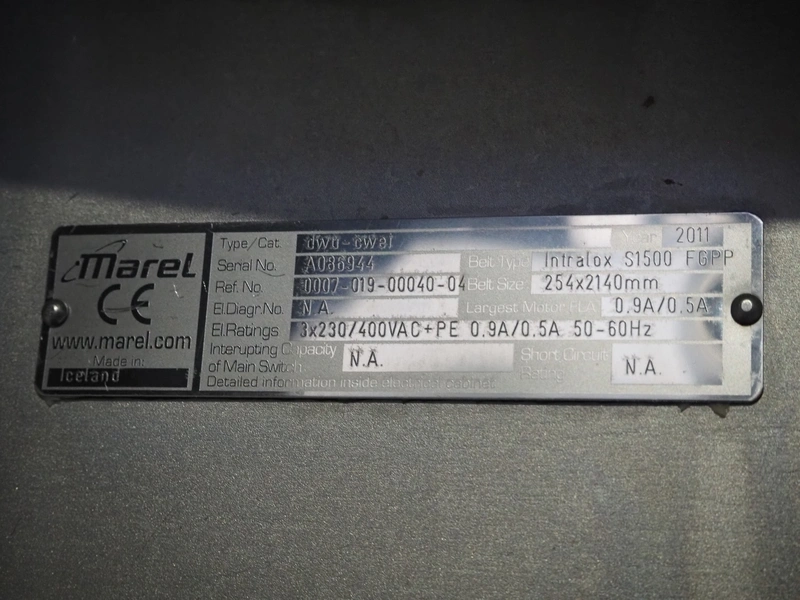 Marel
CE
www.marel.com
Made in:
Iceland
Type/Cat. Year 2011
Serial No. A086944 Belt Type Intralox S1500 FGPP
Ref. No. 0007-019-00040-04 Belt Size 254x2140mm
El.Diagr.No. N.A. Largest Motor FLA 0.9A/0.5A
El.Ratings 3x230/400VAC+PE 0.9A/0.5A 50-60Hz
Interupting Capacity
of Main Switch N.A. Short Circuit
Rating N.A.
Detailed information inside electrical cabinet